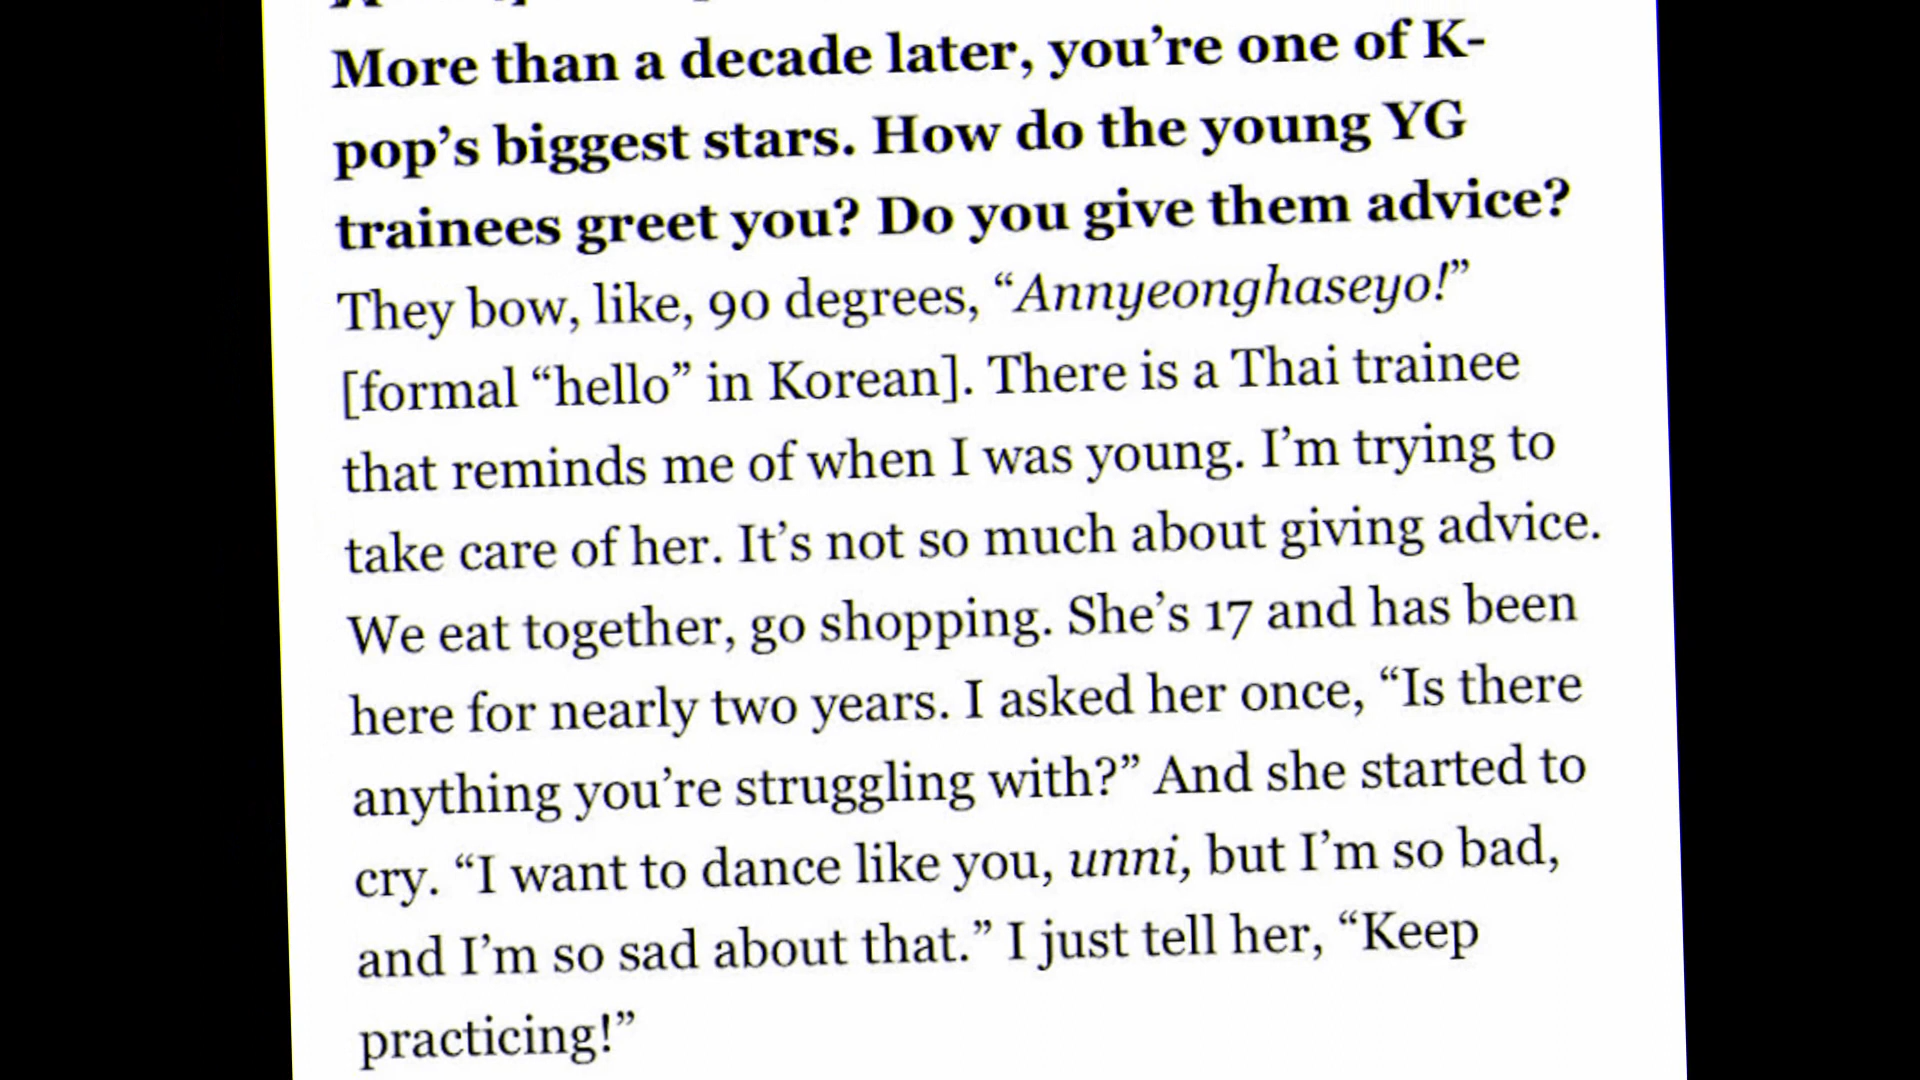 More than a decade later, you’re one of K-
pop’s biggest stars. How do the young YG
trainees greet you? Do you give them advice?
They bow, like, 90 degrees, “Annyeonghaseyo!”
[formal “hello” in Korean]. There is a Thai trainee
that reminds me of when I was young. I’m trying to
take care of her. It’s not so much about giving advice.
We eat together, go shopping. She’s 17 and has been
here for nearly two years. I asked her once, “Is there
anything you’re struggling with?” And she started to
cry. “I want to dance like you, unni, but I’m so bad,
and I’m so sad about that.” I just tell her, “Keep
practicing!”